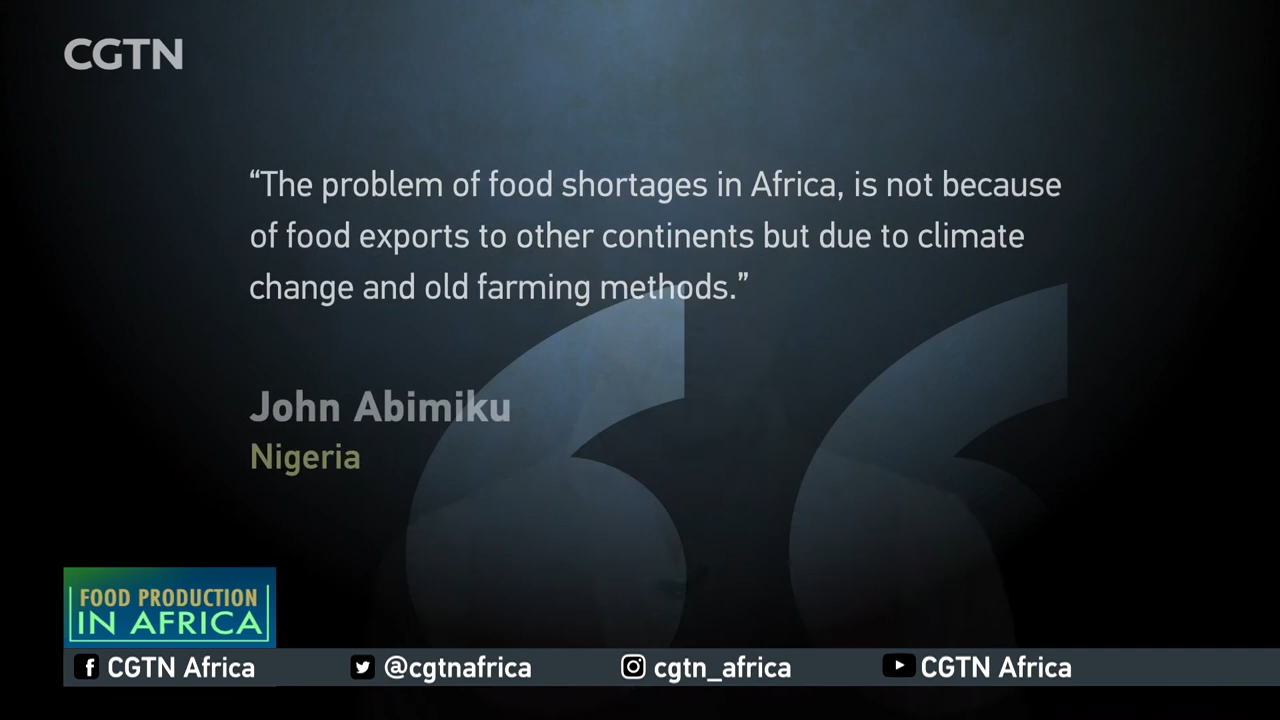 CGTN
“The problem of food shortages in Africa, is not because
of food exports to other continents but due to climate
change and old farming methods.”
John Abimiku
Nigeria
FOOD PRODUCTION
IN AFRICA
CGTN Africa
@cgtnafrica
cgtn_africa
CGTN Africa